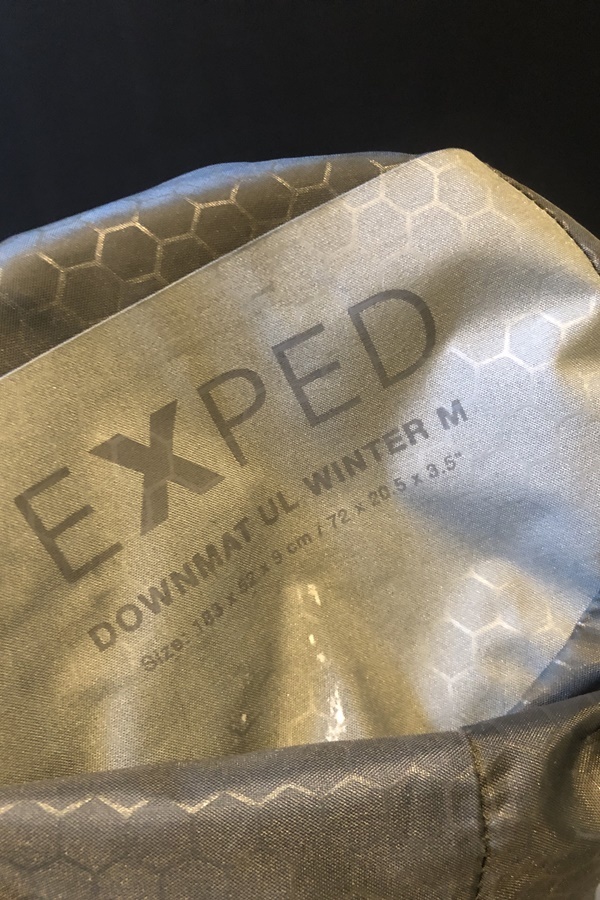 EXPED
DOWNMAT UL WINTER M
Size: 183 x 52 x 9 cm / 72 x 20.5 x 3.5"